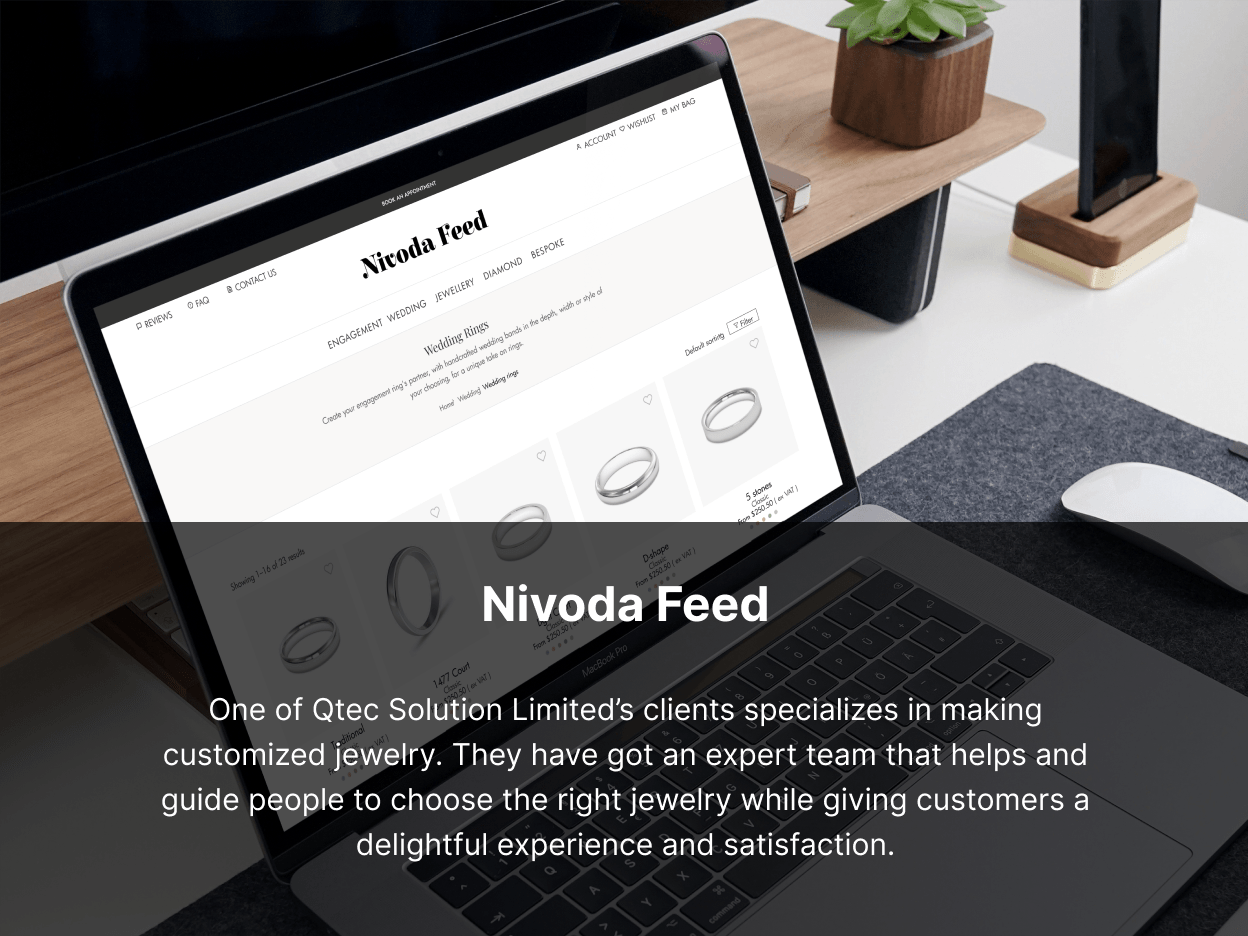 BOOK AN APPOINTMENT
ACCOUNT WISHLIST MY BAG
REVIEWS FAQ CONTACT US
Nivoda Feed
ENGAGEMENT WEDDING JEWELLERY DIAMOND BESPOKE
Wedding Rings
Create your engagement ring's partner, with handcrafted wedding bands in the depth, width or style of
your choosing, for a unique take on rings.
Home Wedding Wedding rings
Showing 1–16 of 23 results
Default sorting
Filter
Traditional
1477 Court
Classic
$250.50 ( ex VAT )
From $250.50 ( ex VAT )
D-shape
Classic
From $250.50 ( ex VAT )
5 stones
Classic
From $250.50 ( ex VAT )
MacBook Pro
command
Nivoda Feed
One of Qtec Solution Limited’s clients specializes in making
customized jewelry. They have got an expert team that helps and
guide people to choose the right jewelry while giving customers a
delightful experience and satisfaction.